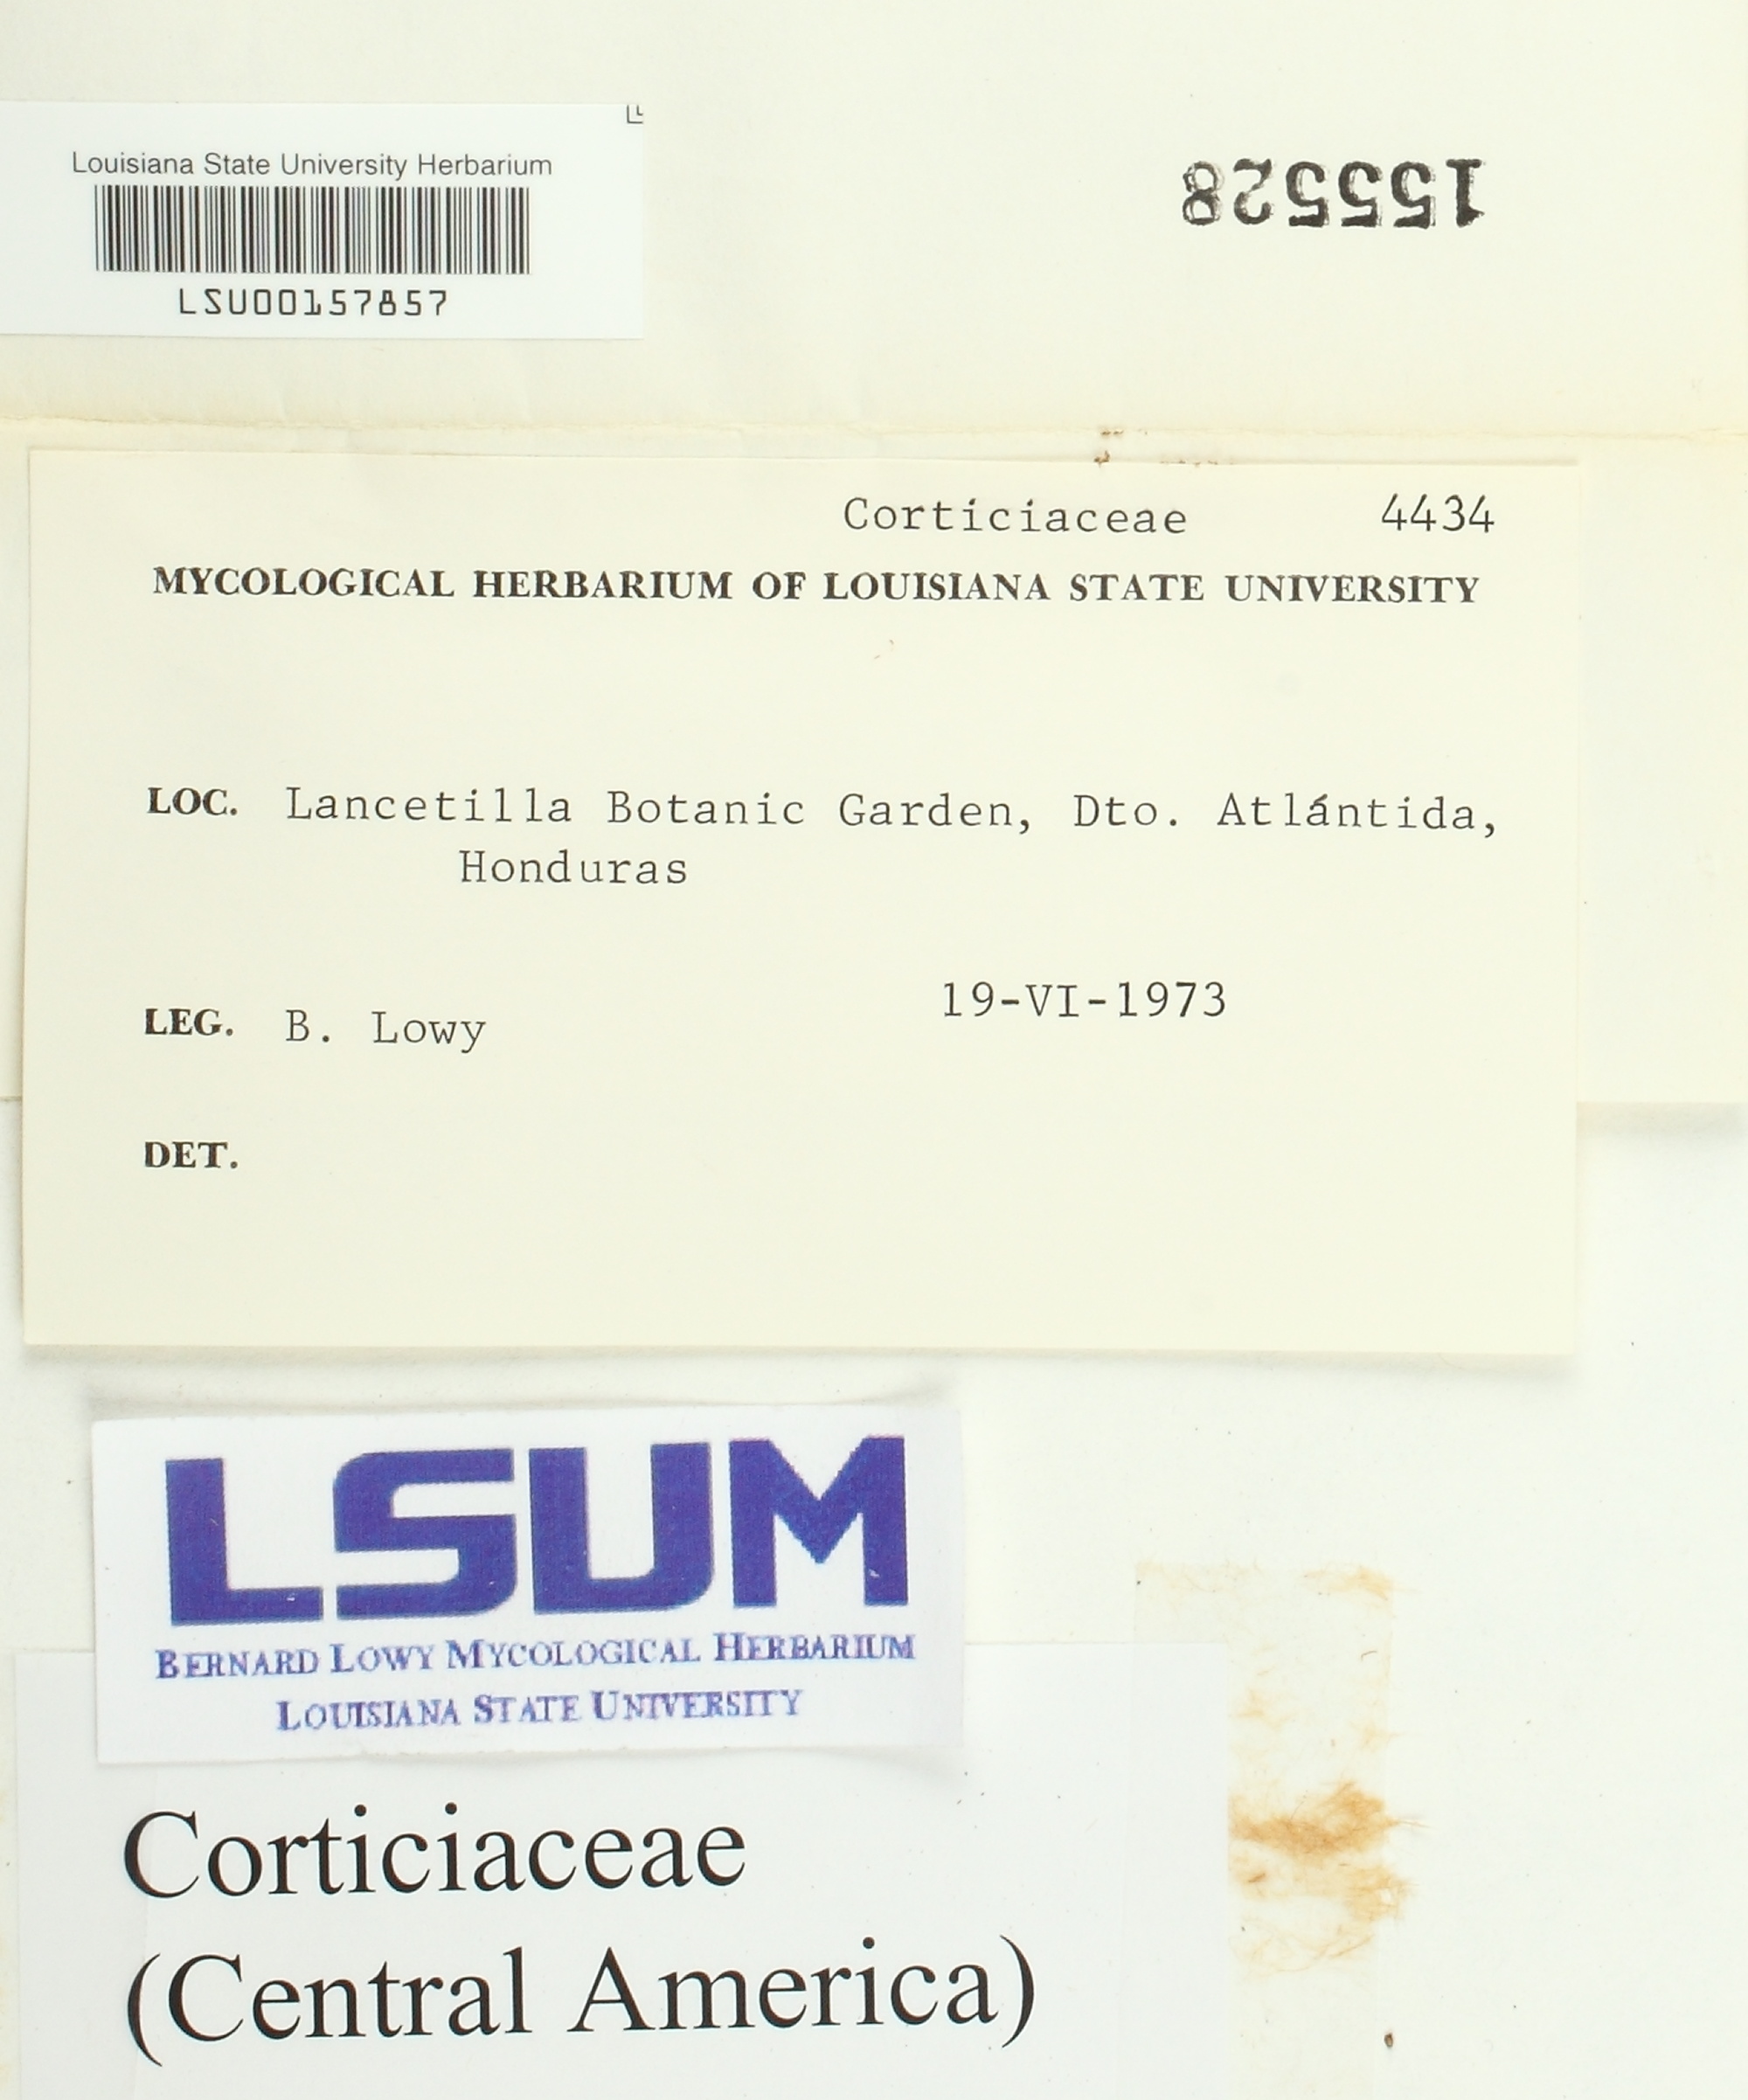 Louisiana State University Herbarium
LSU00157857
155528
Corticiaceae 4434
MYCOLOGICAL HERBARIUM OF LOUISIANA STATE UNIVERSITY
LOC. Lancetilla Botanic Garden, Dto. Atlántida,
Honduras
19-VI-1973
LEG. B. Lowy
DET.
LSUM
BERNARD LOWY MYCOLOGICAL HERBARIUM
LOUISIANA STATE UNIVERSITY
Corticiaceae
(Central America)